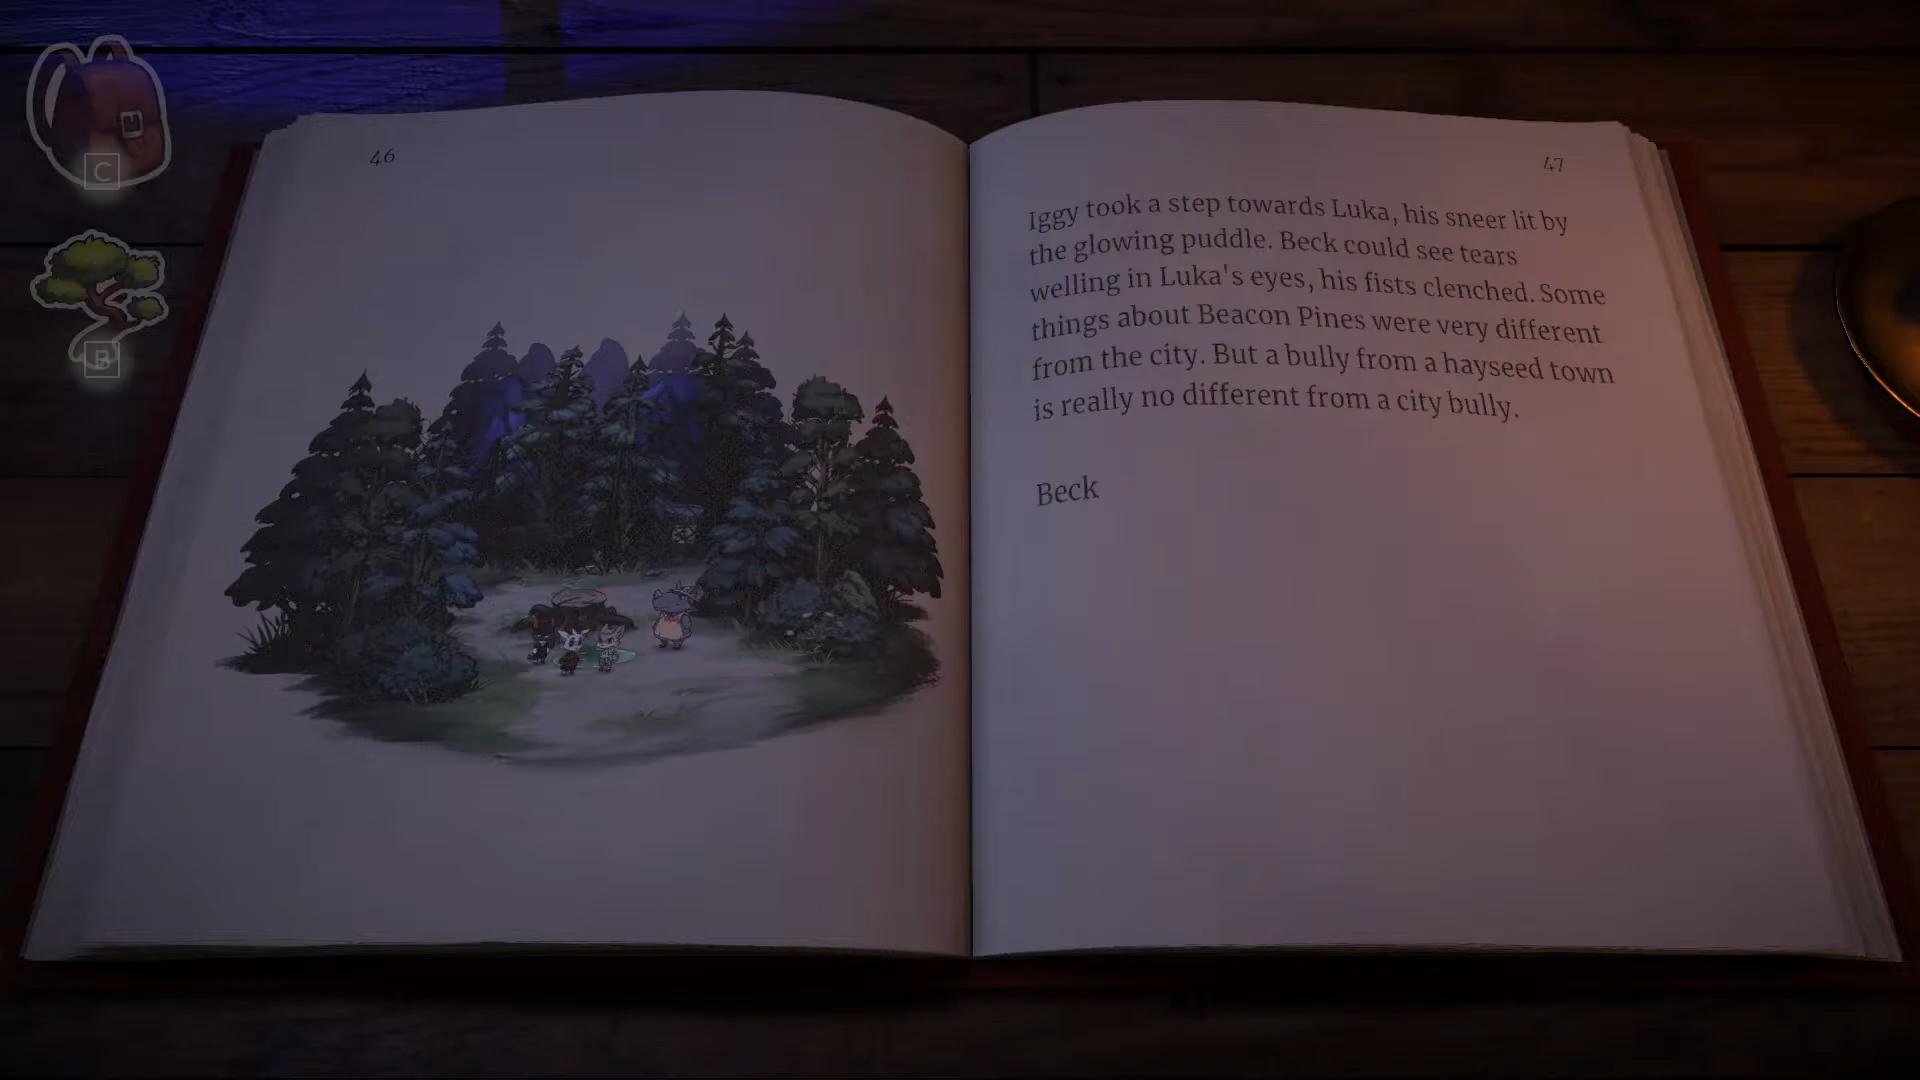 C
B
46
47
Iggy took a step towards Luka, his sneer lit by
the glowing puddle. Beck could see tears
welling in Luka's eyes, his fists clenched. Some
things about Beacon Pines were very different
from the city. But a bully from a hayseed town
is really no different from a city bully.
Beck